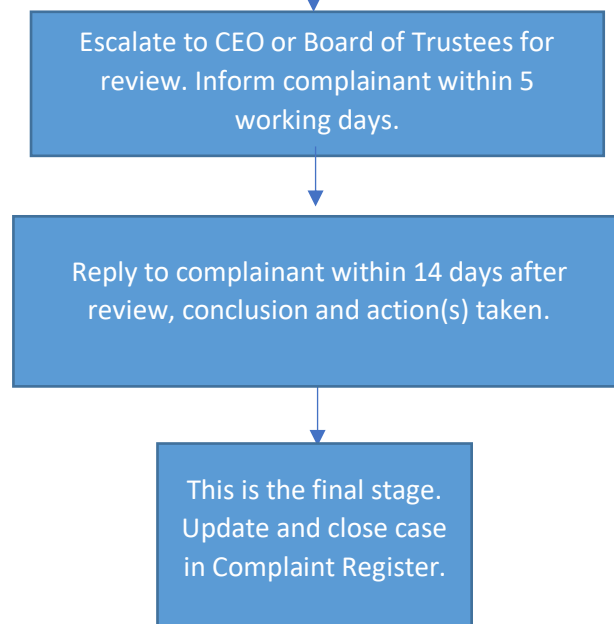 Escalate to CEO or Board of Trustees for
review. Inform complainant within 5
working days.
Reply to complainant within 14 days after
review, conclusion and action(s) taken.
This is the final stage.
Update and close case
in Complaint Register.